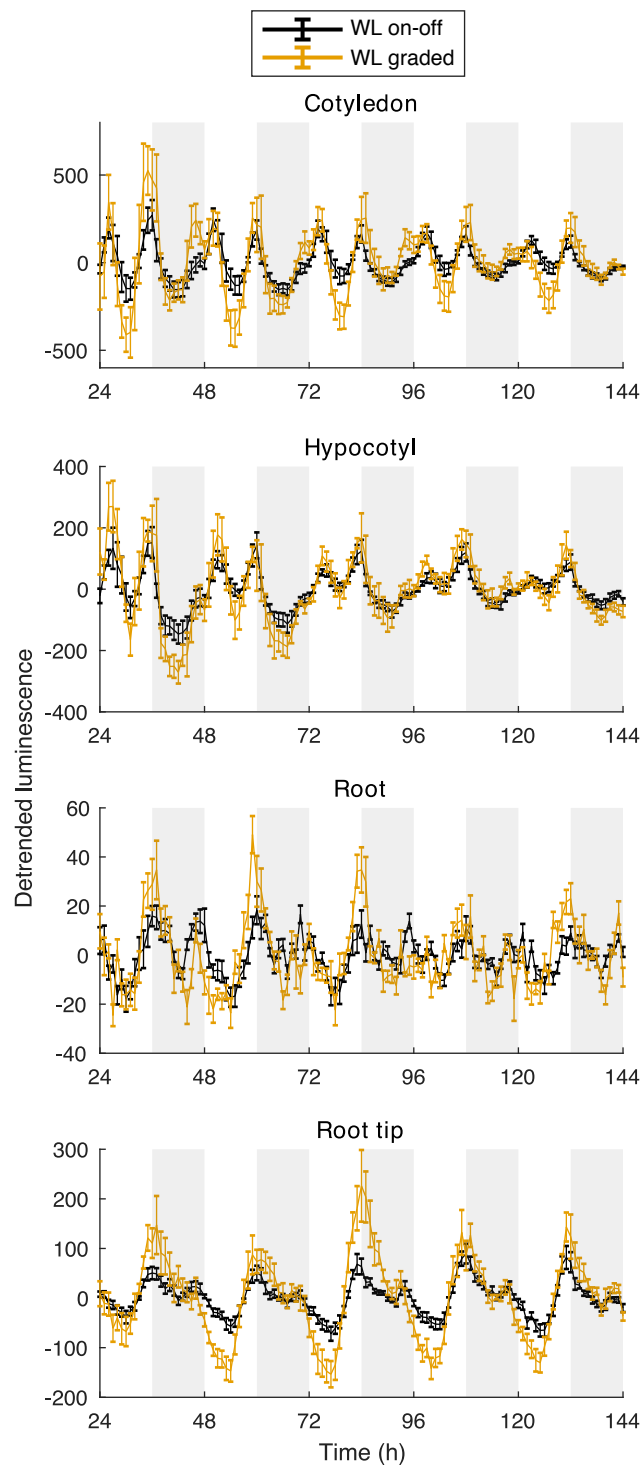 WL on-off
WL graded
Cotyledon
500
0
-500
24 48 72 96 120 144
Time (h)
Hypocotyl
400
200
0
-200
-400
24 48 72 96 120 144
Detrended luminescence
Root
60
40
20
0
-20
-40
24 48 72 96 120 144
Root tip
300
200
100
0
-100
-200
24 48 72 96 120 144
Time (h)